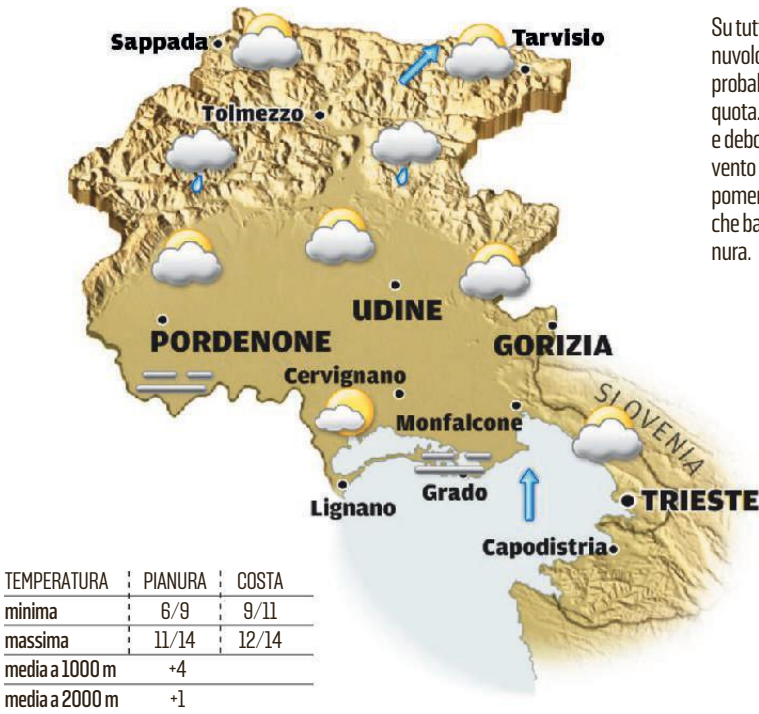 Sappada
Tarvisio
Tolmezzo
UDINE
PORDENONE
GORIZIA
Cervignano
Monfalcone
SLOVENIA
Lignano
Grado
TRIESTE
Capodistria
TEMPERATURA PIANURA COSTA
minima 6/9 9/11
massima 11/14 12/14
media a 1000 m +4
media a 2000 m +1
Su tut
nuvolo
probal
quota.
e debo
vento
pomer
che ba
nura.